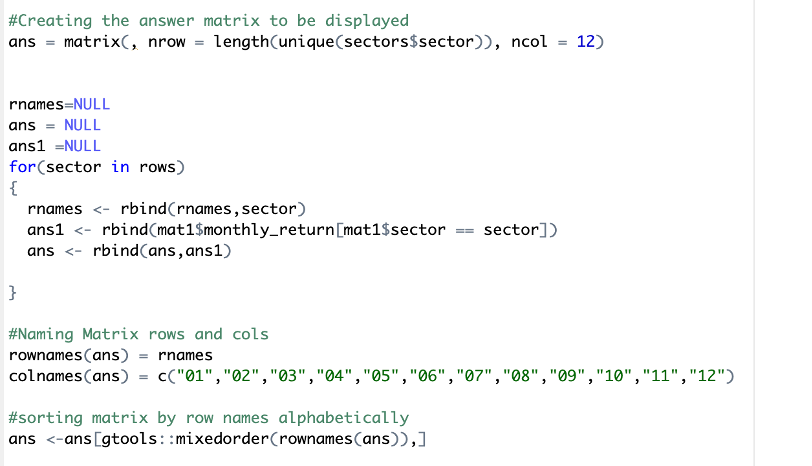 #Creating the answer matrix to be displayed
ans = matrix(, nrow = length(unique(sectors$sector)), ncol = 12)
rnames=NULL
ans = NULL
ans1 =NULL
for(sector in rows)
{
  rnames <- rbind(rnames,sector)
  ans1 <- rbind(mat1$monthly_return[mat1$sector == sector])
  ans <- rbind(ans,ans1)
}
#Naming Matrix rows and cols
rownames(ans) = rnames
colnames(ans) = c("01","02","03","04","05","06","07","08","09","10","11","12")
#sorting matrix by row names alphabetically
ans <-ans[gtools::mixedorder(rownames(ans)),]